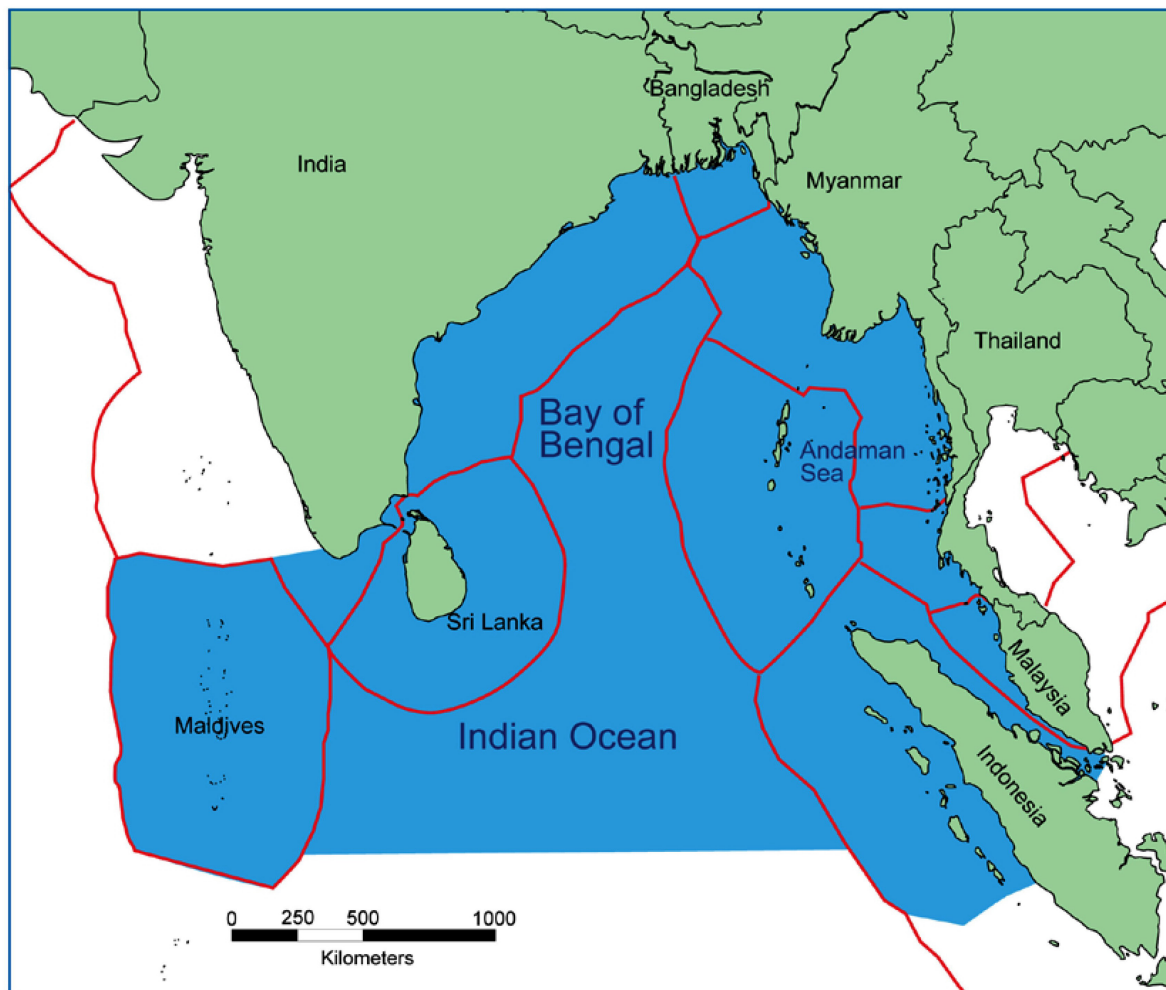 Bangladesh
India
Myanmar
Thailand
Bay of
Bengal
Andaman
Sea
Sri Lanka
Malaysia
Maldives
Indian Ocean
Indonesia
0 250 500 1000
Kilometers